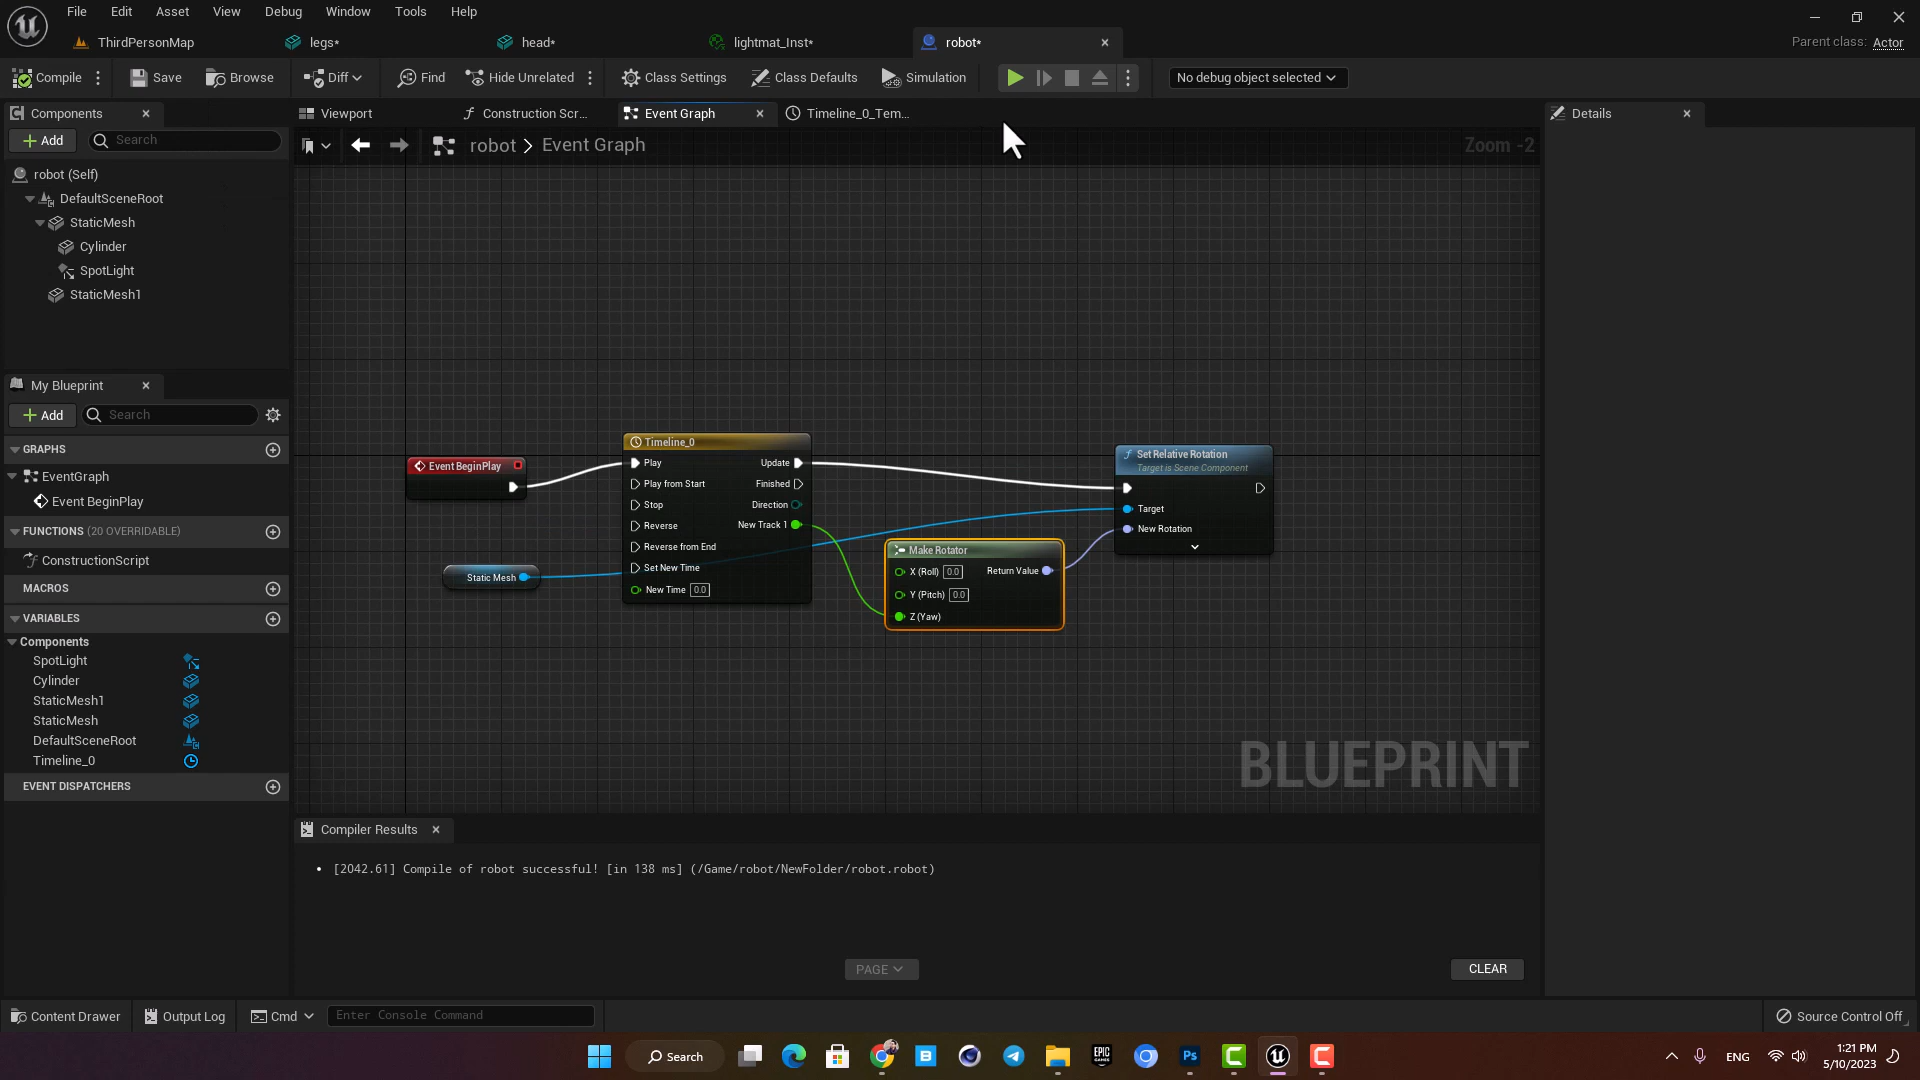 File Edit Asset View Debug Window Tools Help
ThirdPersonMap legs* head* lightmat_Inst* robot*
Parent class: Actor
Compile Save Browse Diff Find Hide Unrelated Class Settings Class Defaults Simulation No debug object selected
Components Viewport Construction Scr... Event Graph Timeline_0_Tem... Details
Add Search robot Event Graph Zoom -2
robot (Self)
DefaultSceneRoot
StaticMesh
Cylinder
SpotLight
StaticMesh1
My Blueprint
Add Search
GRAPHS
EventGraph
Event BeginPlay
FUNCTIONS (20 OVERRIDABLE)
ConstructionScript
MACROS
VARIABLES
Components
SpotLight
Cylinder
StaticMesh1
StaticMesh
DefaultSceneRoot
Timeline_0
EVENT DISPATCHERS
Event BeginPlay
Static Mesh
Timeline_0
Play Update
Play from Start Finished
Stop Direction
Reverse New Track 1
Reverse from End
Set New Time
New Time 0.0
Make Rotator
X (Roll) 0.0 Return Value
Y (Pitch) 0.0
Z (Yaw)
Set Relative Rotation
Target is Scene Component
Target
New Rotation
BLUEPRINT
Compiler Results
[2042.61] Compile of robot successful! [in 138 ms] (/Game/robot/NewFolder/robot.robot)
PAGE CLEAR
Content Drawer Output Log Cmd Enter Console Command Source Control Off
Search B EPIC GAMES Ps ENG 1:21 PM
5/10/2023